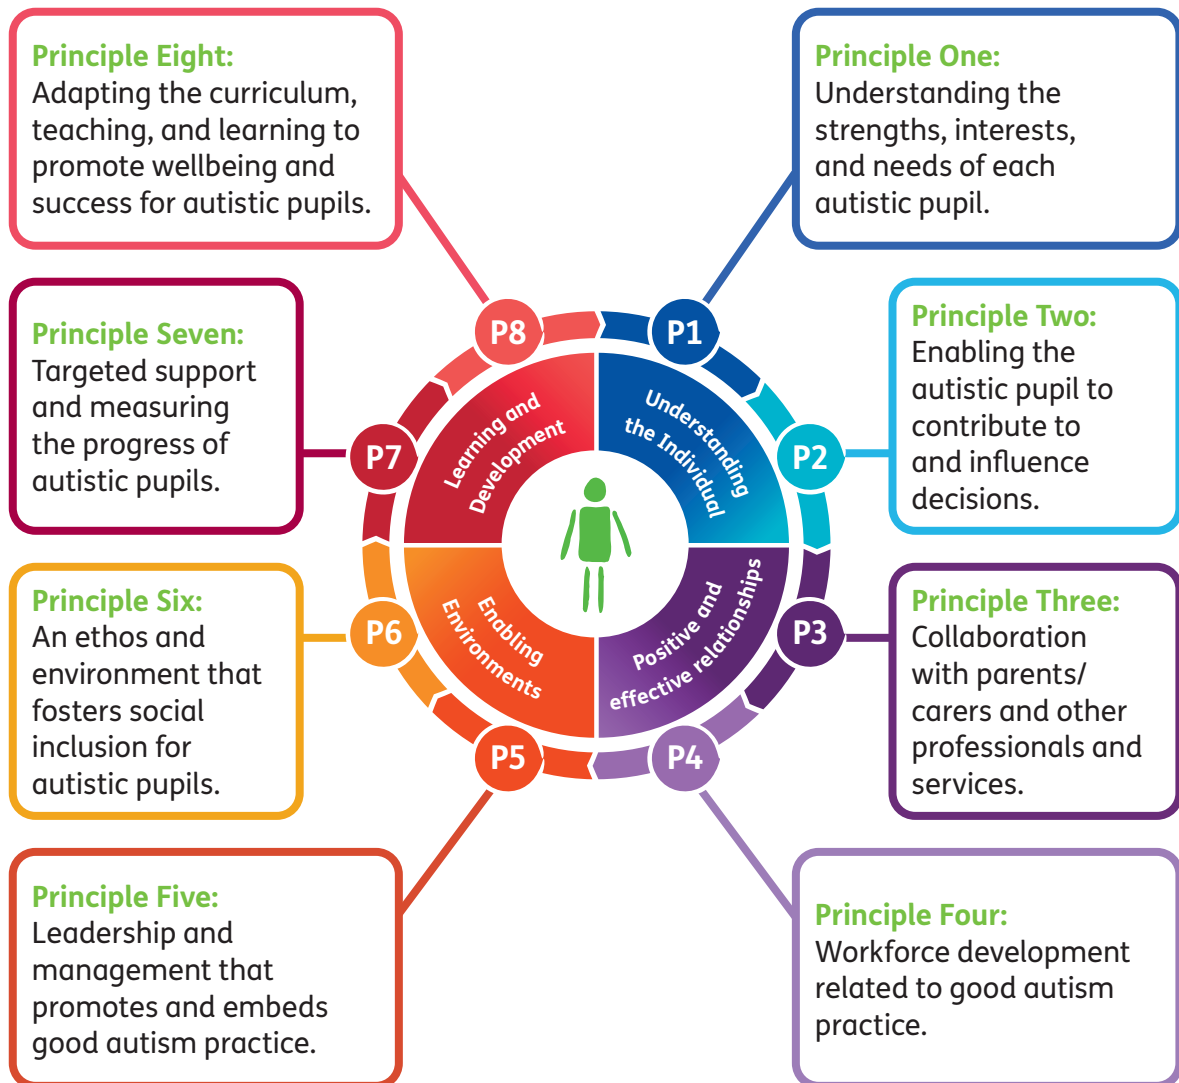 Principle One:
Understanding the
strengths, interests,
and needs of each
autistic pupil.
Principle Two:
Enabling the
autistic pupil to
contribute to
and influence
decisions.
Principle Three:
Collaboration
with parents/
carers and other
professionals and
services.
Principle Four:
Workforce development
related to good autism
practice.
Principle Five:
Leadership and
management that
promotes and embeds
good autism practice.
Principle Six:
An ethos and
environment that
fosters social
inclusion for
autistic pupils.
Principle Seven:
Targeted support
and measuring
the progress of
autistic pupils.
Principle Eight:
Adapting the curriculum,
teaching, and learning to
promote wellbeing and
success for autistic pupils.
P1
P2
P3
P4
P5
P6
P7
P8
Understanding
the Individual
Positive and
effective relationships
Enabling
Environments
Learning and
Development